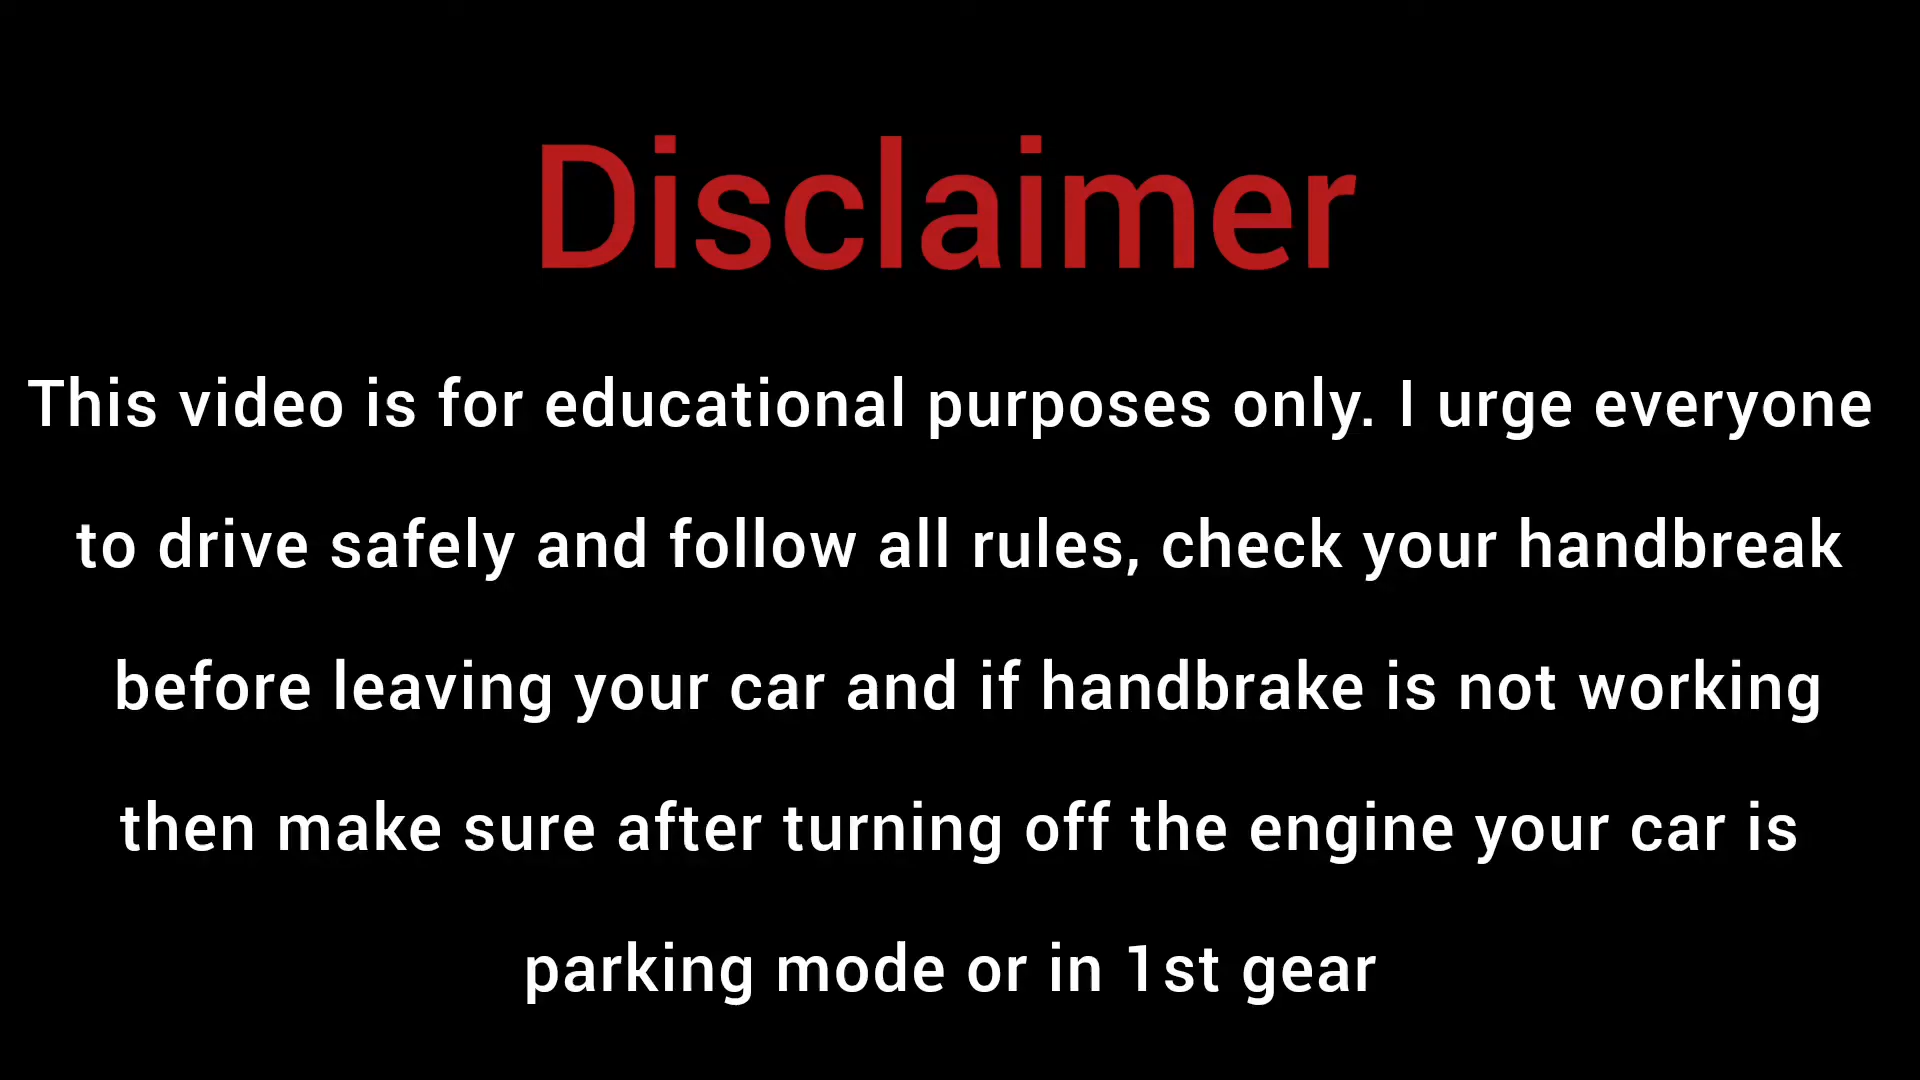 Disclaimer
This video is for educational purposes only. I urge everyone
to drive safely and follow all rules, check your handbreak
before leaving your car and if handbrake is not working
then make sure after turning off the engine your car is
parking mode or in 1st gear